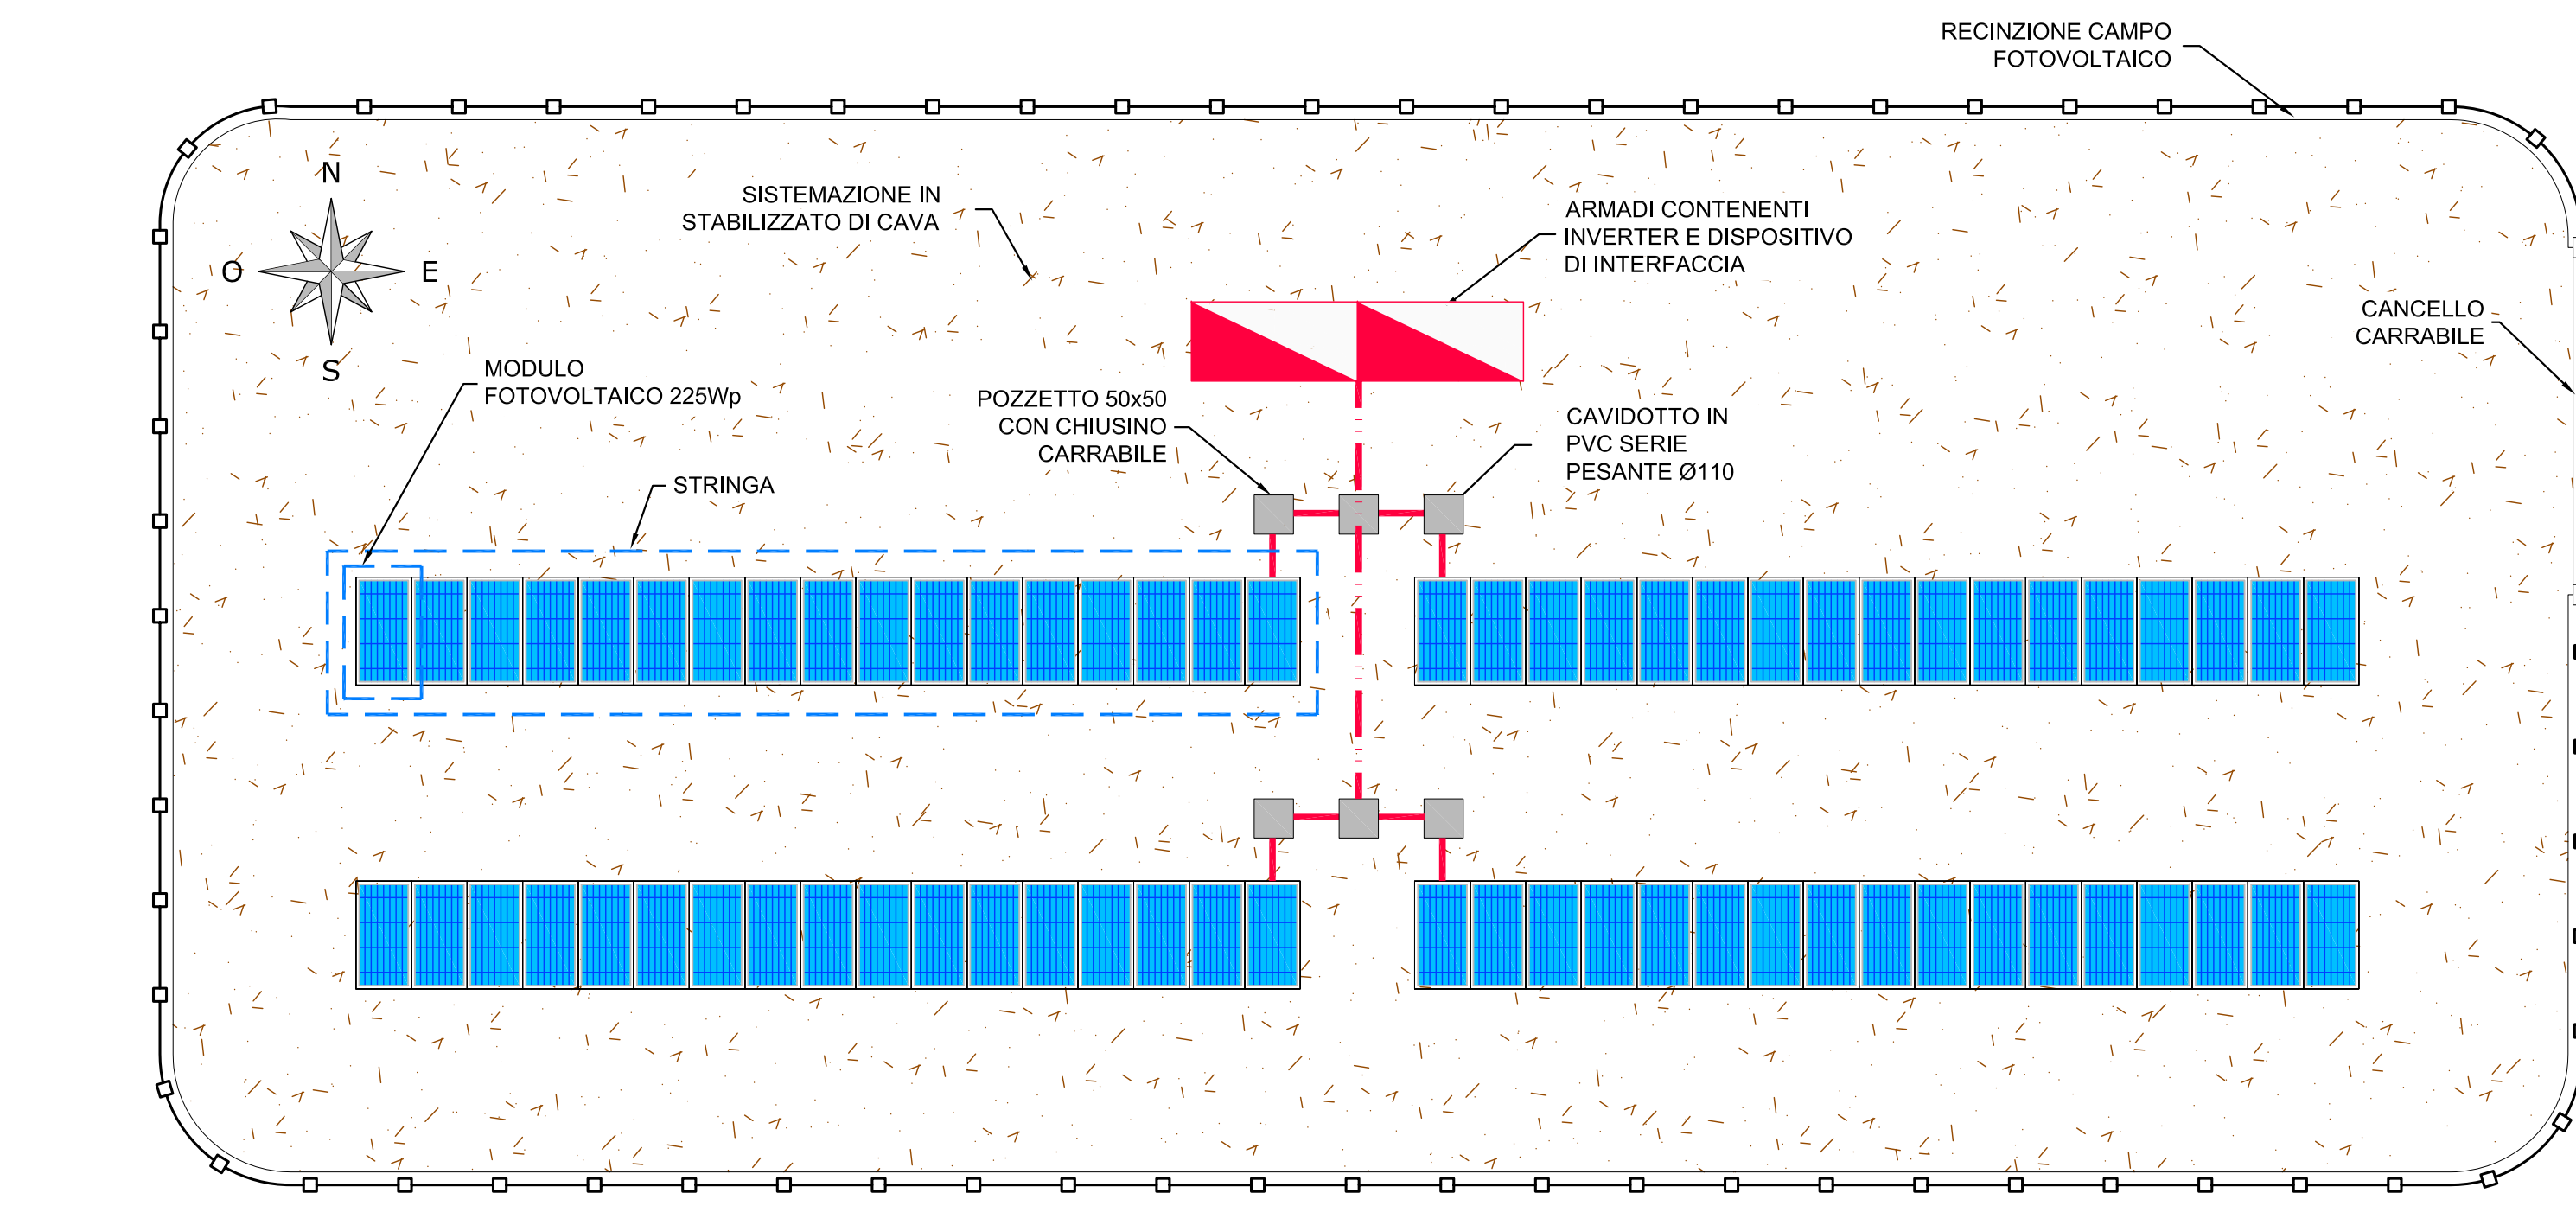 RECINZIONE CAMPO
FOTOVOLTAICO
N
O
E
S
SISTEMAZIONE IN
STABILIZZATO DI CAVA
ARMADI CONTENENTI
INVERTER E DISPOSITIVO
DI INTERFACCIA
CANCELLO
CARRABILE
MODULO
FOTOVOLTAICO 225Wp
POZZETTO 50x50
CON CHIUSINO
CARRABILE
CAVIDOTTO IN
PVC SERIE
PESANTE Ø110
STRINGA